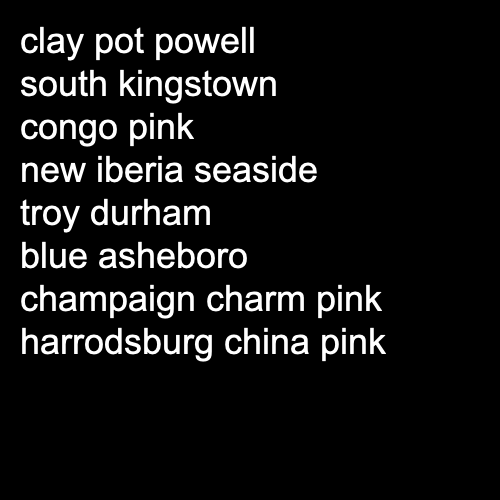 clay pot powell
south kingstown
congo pink
new iberia seaside
troy durham
blue asheboro
champaign charm pink
harrodsburg china pink